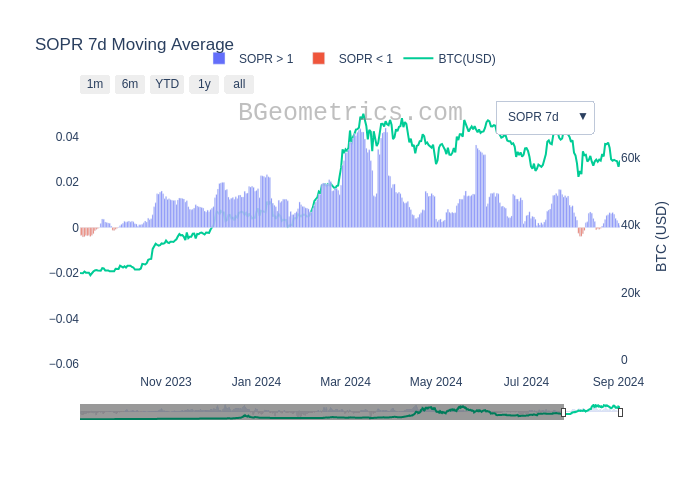 SOPR 7d Moving Average
SOPR > 1
SOPR < 1
BTC(USD)
1m
6m
YTD
1y
all
BGeometrics.com
SOPR 7d ▼
0.04
0.02
0
−0.02
−0.04
−0.06
60k
40k
20k
0
BTC (USD)
Nov 2023
Jan 2024
Mar 2024
May 2024
Jul 2024
Sep 2024